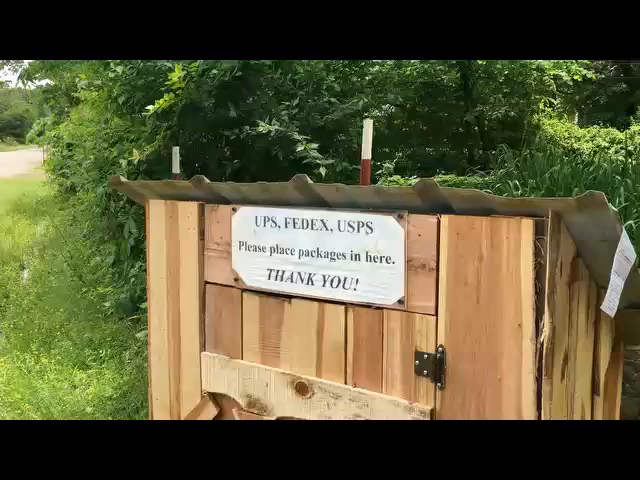 UPS, FEDEX, USPS
Please place packages in here.
THANK YOU!